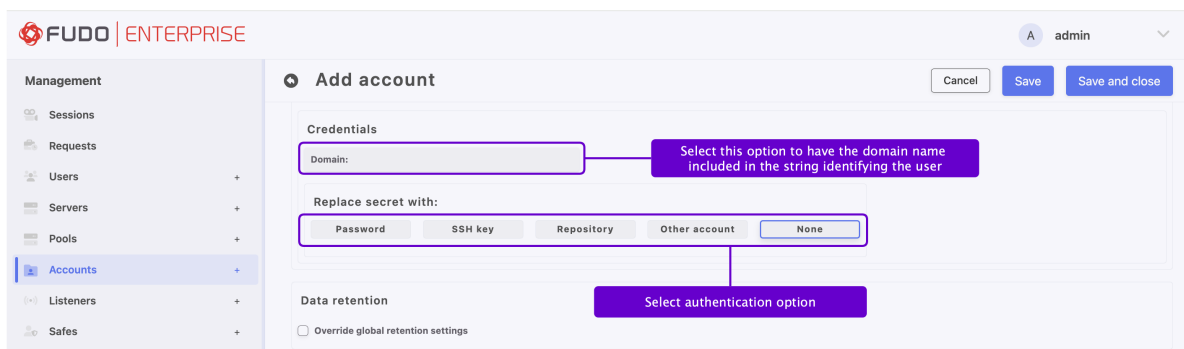 FUDO ENTERPRISE
A admin
Management
Add account
Cancel
Save
Save and close
Sessions
Requests
Users +
Servers +
Pools +
Accounts +
Listeners +
Safes +
Credentials
Domain:
Select this option to have the domain name
included in the string identifying the user
Replace secret with:
Password
SSH key
Repository
Other account
None
Select authentication option
Data retention
Override global retention settings